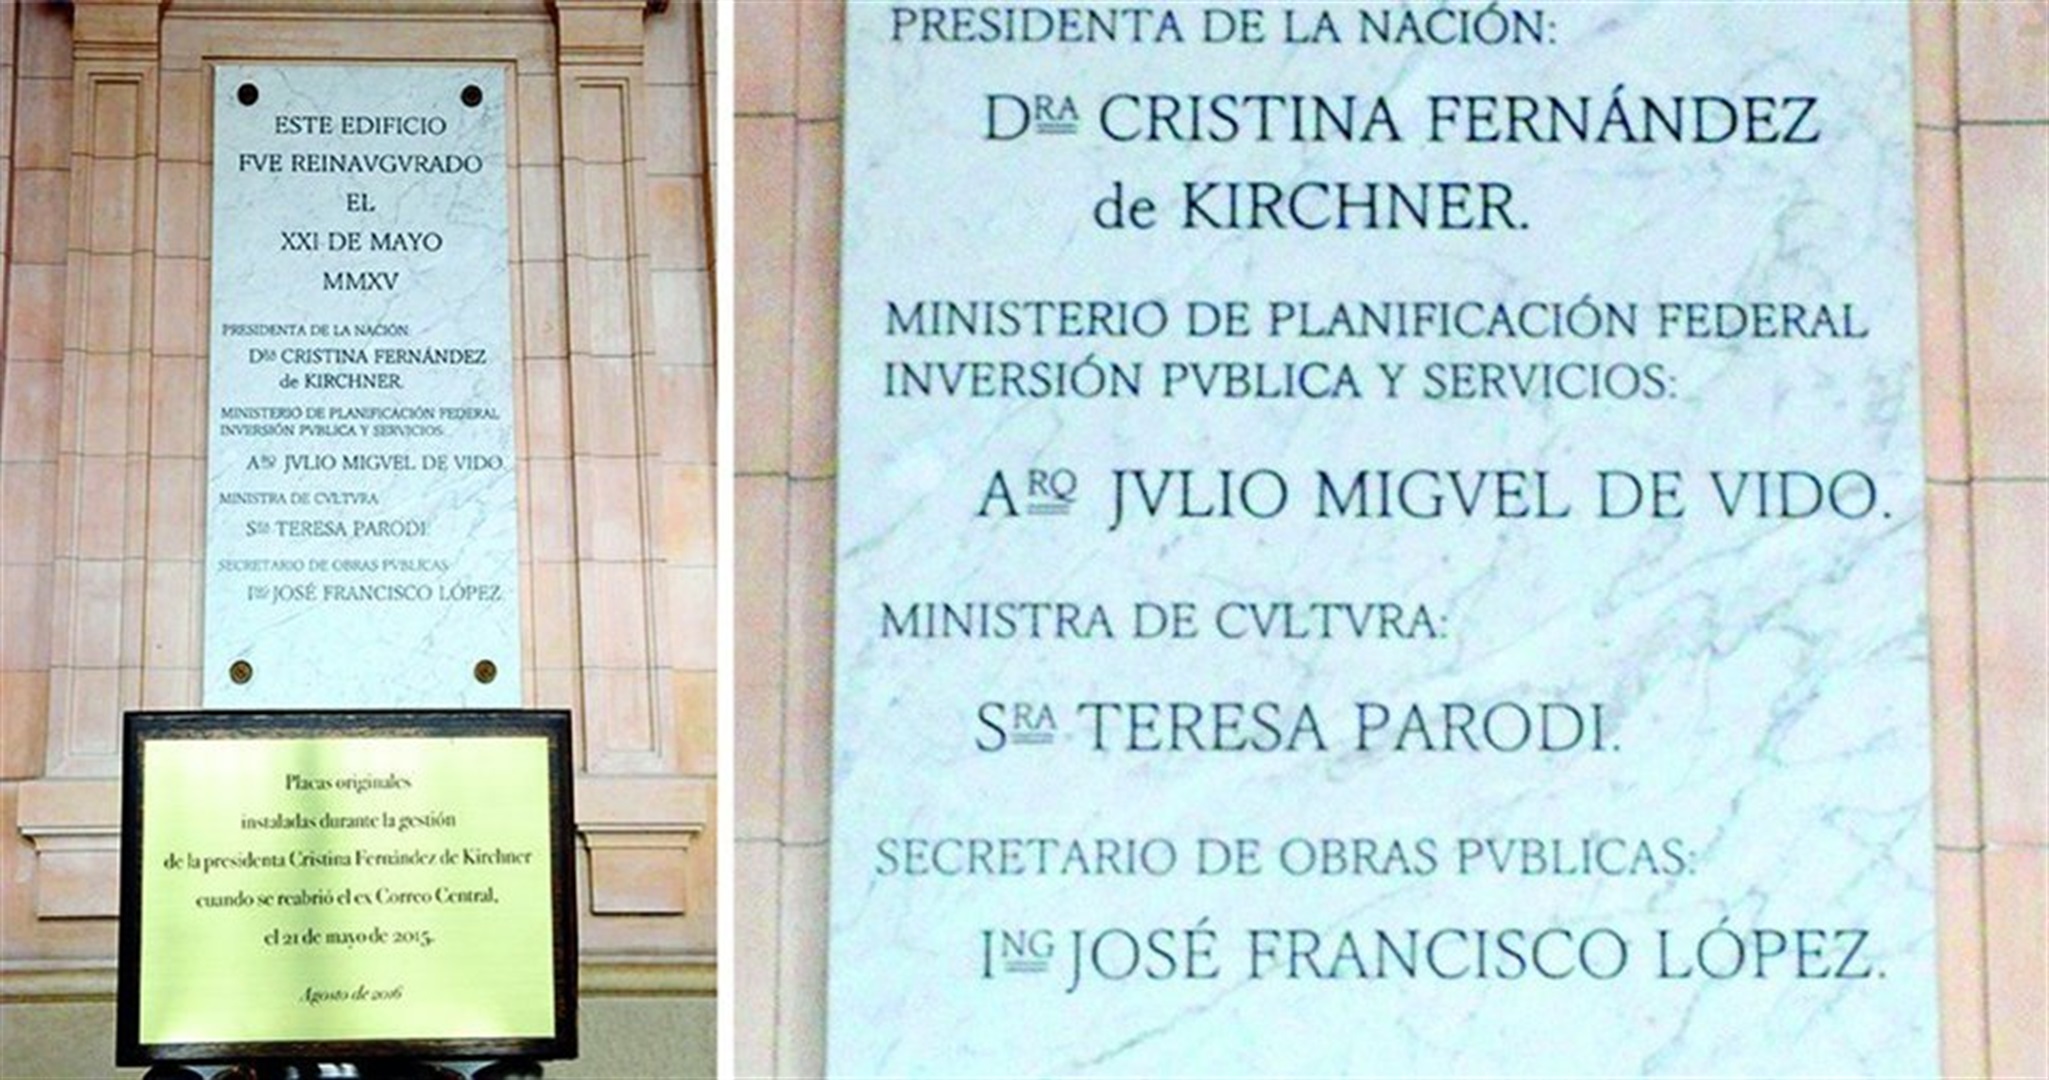 ESTE EDIFICIO
FVE REINAVGVRADO
EL
XXI DE MAYO
MMXV
PRESIDENTA DE LA NACIÓN:
DRA CRISTINA FERNÁNDEZ
de KIRCHNER.
MINISTERIO DE PLANIFICACIÓN FEDERAL
INVERSIÓN PVBLICA Y SERVICIOS:
ARQ JVLIO MIGVEL DE VIDO.
MINISTRA DE CVLTVRA:
SRA TERESA PARODI.
SECRETARIO DE OBRAS PVBLICAS:
ING JOSÉ FRANCISCO LÓPEZ.
Placas originales
instaladas durante la gestión
de la presidenta Cristina Fernández de Kirchner
cuando se reabrió el ex Correo Central,
el 21 de mayo de 2015.
Agosto de 2016
PRESIDENTA DE LA NACIÓN:
DRA CRISTINA FERNÁNDEZ
de KIRCHNER.
MINISTERIO DE PLANIFICACIÓN FEDERAL
INVERSIÓN PVBLICA Y SERVICIOS:
ARQ JVLIO MIGVEL DE VIDO.
MINISTRA DE CVLTVRA:
SRA TERESA PARODI.
SECRETARIO DE OBRAS PVBLICAS:
ING JOSÉ FRANCISCO LÓPEZ.